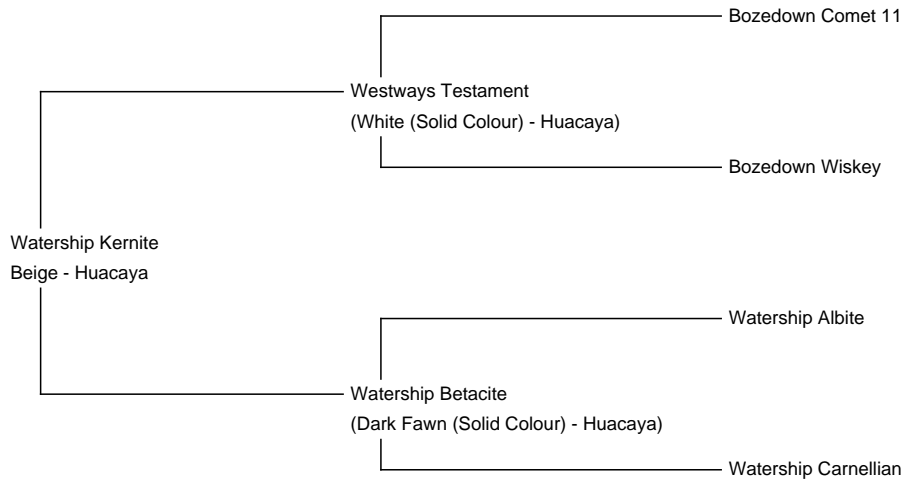 Bozedown Comet 11
Westways Testament
(White (Solid Colour) - Huacaya)
Bozedown Wiskey
Watership Kernite
Beige - Huacaya
Watership Albite
Watership Betacite
(Dark Fawn (Solid Colour) - Huacaya)
Watership Carnellian